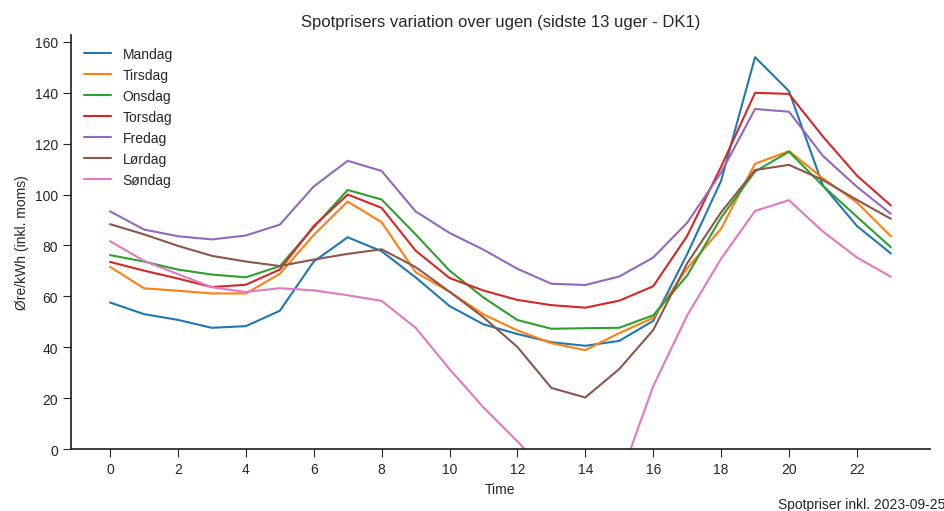 Spotprisers variation over ugen (sidste 13 uger - DK1)
Mandag
Tirsdag
Onsdag
Torsdag
Fredag
Lørdag
Søndag
Øre/kWh (inkl. moms)
160
140
120
100
80
60
40
20
0
0 2 4 6 8 10 12 14 16 18 20 22
Time
Spotpriser inkl. 2023-09-25